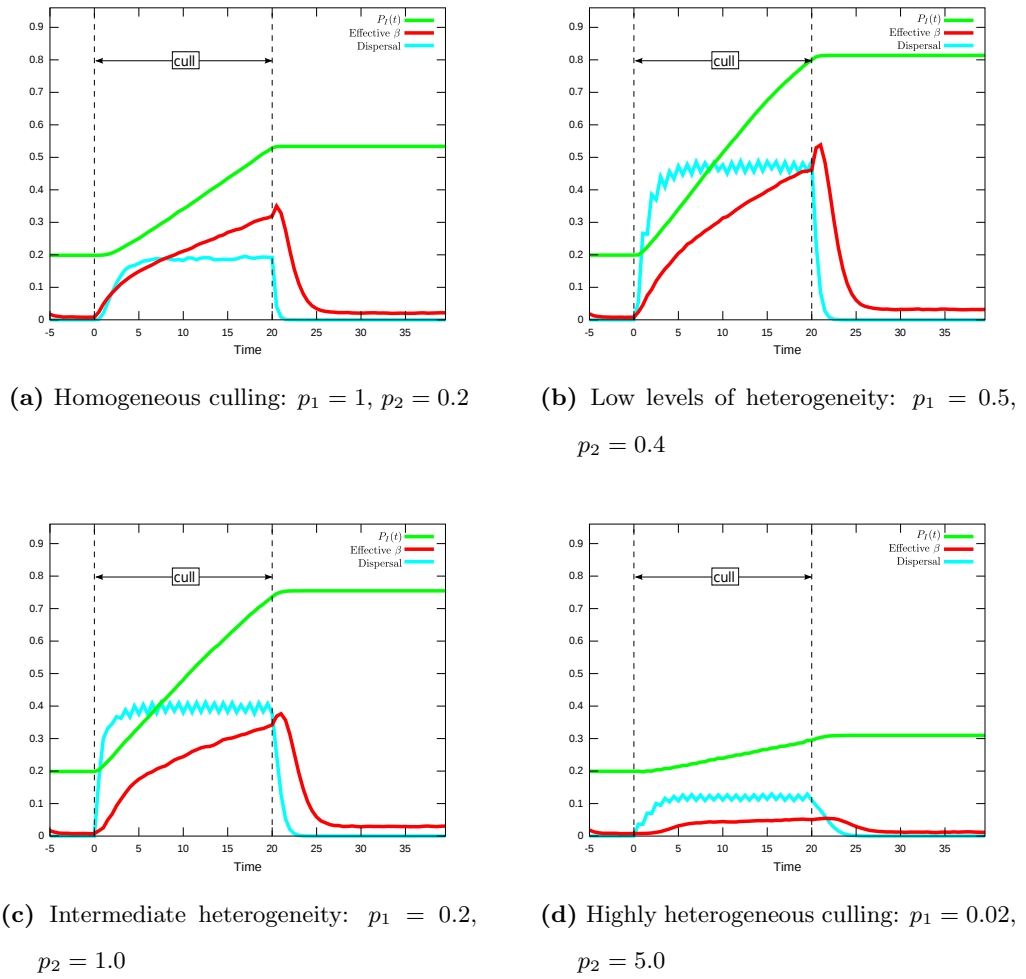 0.9
0.8
0.7
0.6
0.5
0.4
0.3
0.2
0.1
0
P_I(t)
Effective β
Dispersal
cull
-5 0 5 10 15 20 25 30 35
Time
(a) Homogeneous culling: p_1 = 1, p_2 = 0.2
0.9
0.8
0.7
0.6
0.5
0.4
0.3
0.2
0.1
0
P_I(t)
Effective β
Dispersal
cull
-5 0 5 10 15 20 25 30 35
Time
(b) Low levels of heterogeneity: p_1 = 0.5,
p_2 = 0.4
0.9
0.8
0.7
0.6
0.5
0.4
0.3
0.2
0.1
0
P_I(t)
Effective β
Dispersal
cull
-5 0 5 10 15 20 25 30 35
Time
(c) Intermediate heterogeneity: p_1 = 0.2,
p_2 = 1.0
0.9
0.8
0.7
0.6
0.5
0.4
0.3
0.2
0.1
0
P_I(t)
Effective β
Dispersal
cull
-5 0 5 10 15 20 25 30 35
Time
(d) Highly heterogeneous culling: p_1 = 0.02,
p_2 = 5.0